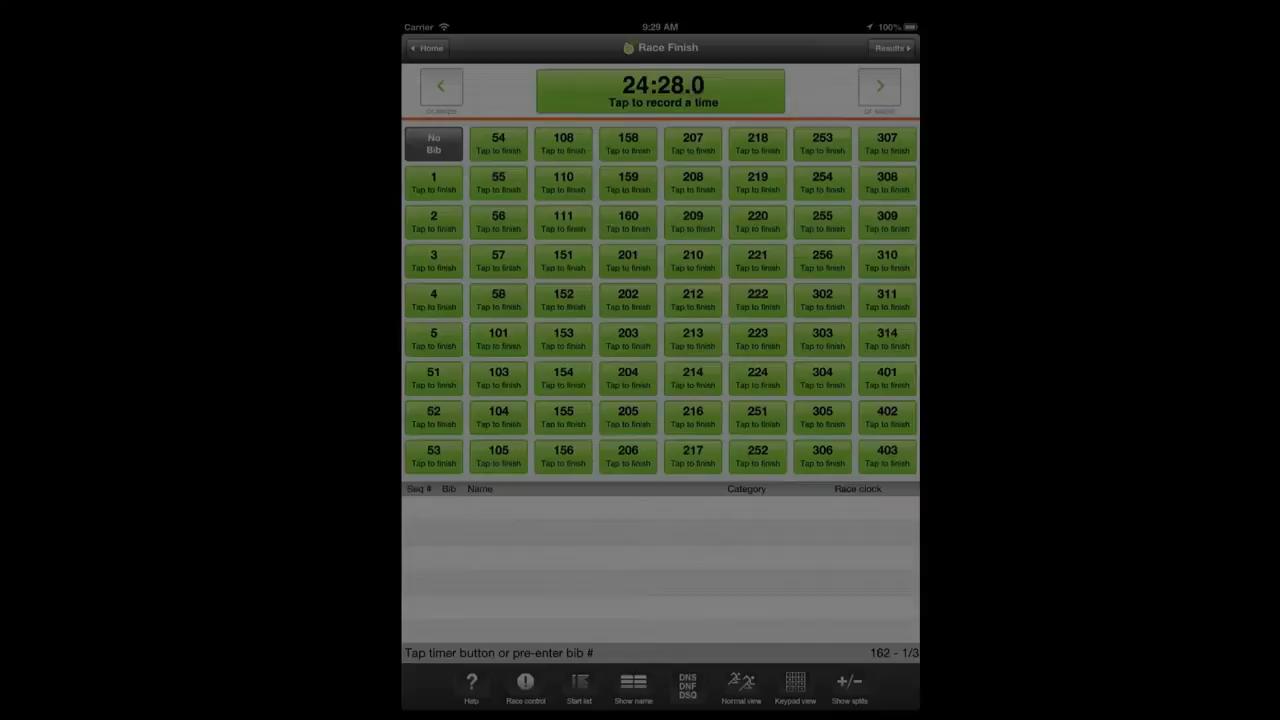 Carrier 9:29 AM 100%
Home Race Finish Results
24:28.0
Tap to record a time
or swipe or swipe
No Bib 54 108 158 207 218 253 307
Tap to finish Tap to finish Tap to finish Tap to finish Tap to finish Tap to finish Tap to finish
1 55 110 159 208 219 254 308
Tap to finish Tap to finish Tap to finish Tap to finish Tap to finish Tap to finish Tap to finish Tap to finish
2 56 111 160 209 220 255 309
Tap to finish Tap to finish Tap to finish Tap to finish Tap to finish Tap to finish Tap to finish Tap to finish
3 57 151 201 210 221 256 310
Tap to finish Tap to finish Tap to finish Tap to finish Tap to finish Tap to finish Tap to finish Tap to finish
4 58 152 202 212 222 302 311
Tap to finish Tap to finish Tap to finish Tap to finish Tap to finish Tap to finish Tap to finish Tap to finish
5 101 153 203 213 223 303 314
Tap to finish Tap to finish Tap to finish Tap to finish Tap to finish Tap to finish Tap to finish Tap to finish
51 103 154 204 214 224 304 401
Tap to finish Tap to finish Tap to finish Tap to finish Tap to finish Tap to finish Tap to finish Tap to finish
52 104 155 205 216 251 305 402
Tap to finish Tap to finish Tap to finish Tap to finish Tap to finish Tap to finish Tap to finish Tap to finish
53 105 156 206 217 252 306 403
Tap to finish Tap to finish Tap to finish Tap to finish Tap to finish Tap to finish Tap to finish Tap to finish
Seq # Bib Name Category Race clock
Tap timer button or pre-enter bib # 162 - 1/3
? ! DNS DNF DSQ +/-
Help Race control Start list Show name Normal view Keypad view Show splits